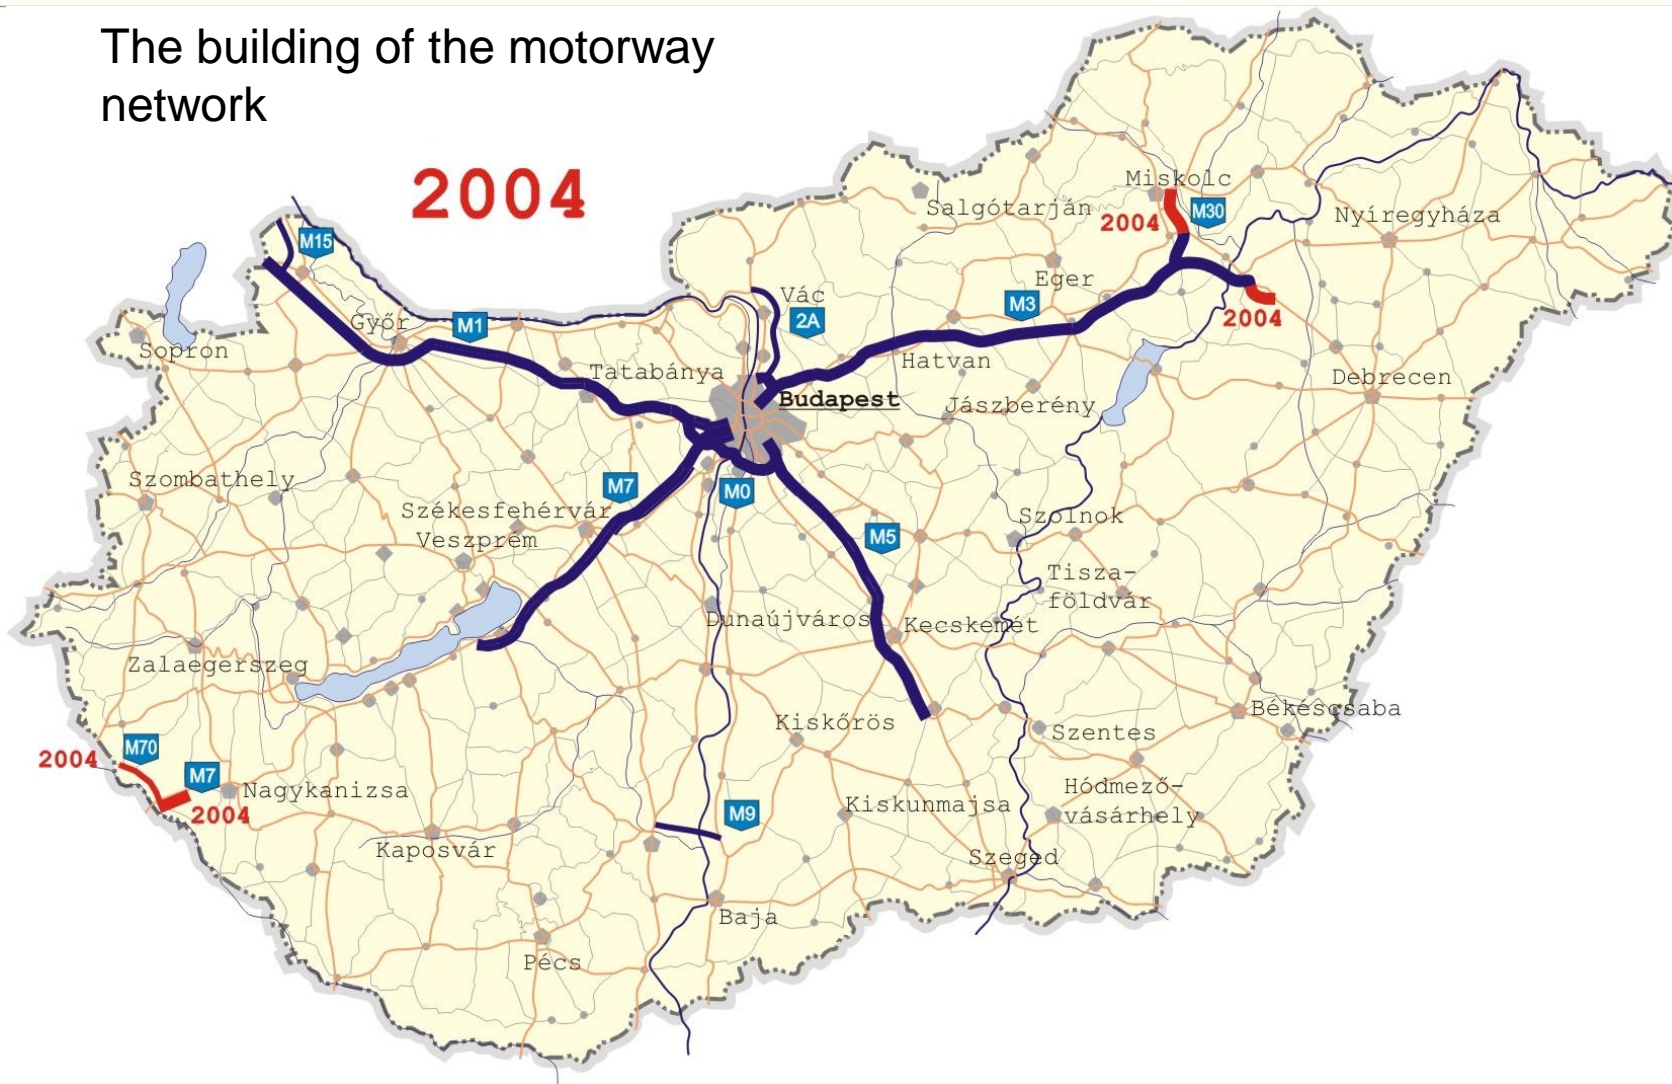 The building of the motorway
network
2004
Miskolc
M30
2004
Salgótarján
Nyíregyháza
M15
Eger
Vác
M3
2A
2004
Győr
M1
Sopron
Hatvan
Tatabánya
Debrecen
Budapest
Jászberény
Szombathely
M7
M0
Székesfehérvár
Szolnok
Veszprém
M5
Tisza-
földvár
Dunaújváros
Kecskemét
Zalaegerszeg
Békéscsaba
Kiskőrös
Szentes
M70
2004
M7
Nagykanizsa
2004
Hódmező-
vásárhely
Kiskunmajsa
M9
Kaposvár
Szeged
Baja
Pécs